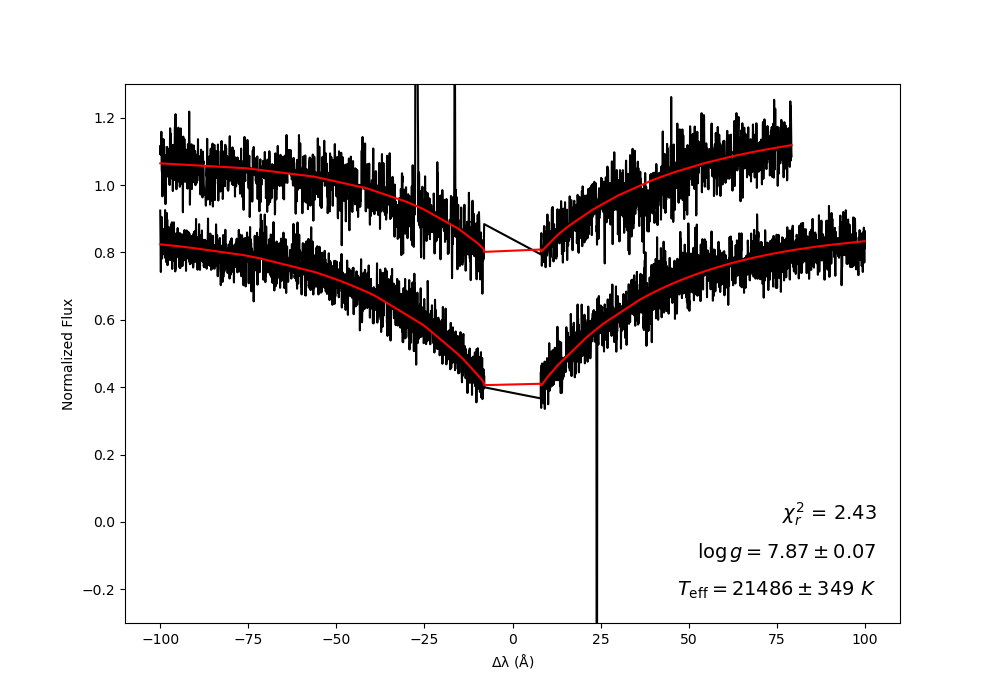 1.2
1.0
0.8
0.6
0.4
0.2
0.0
−0.2
Normalized Flux
χ_r^2 = 2.43
log g = 7.87 ± 0.07
T_eff = 21486 ± 349 K
−100 −75 −50 −25 0 25 50 75 100
Δλ (Å)